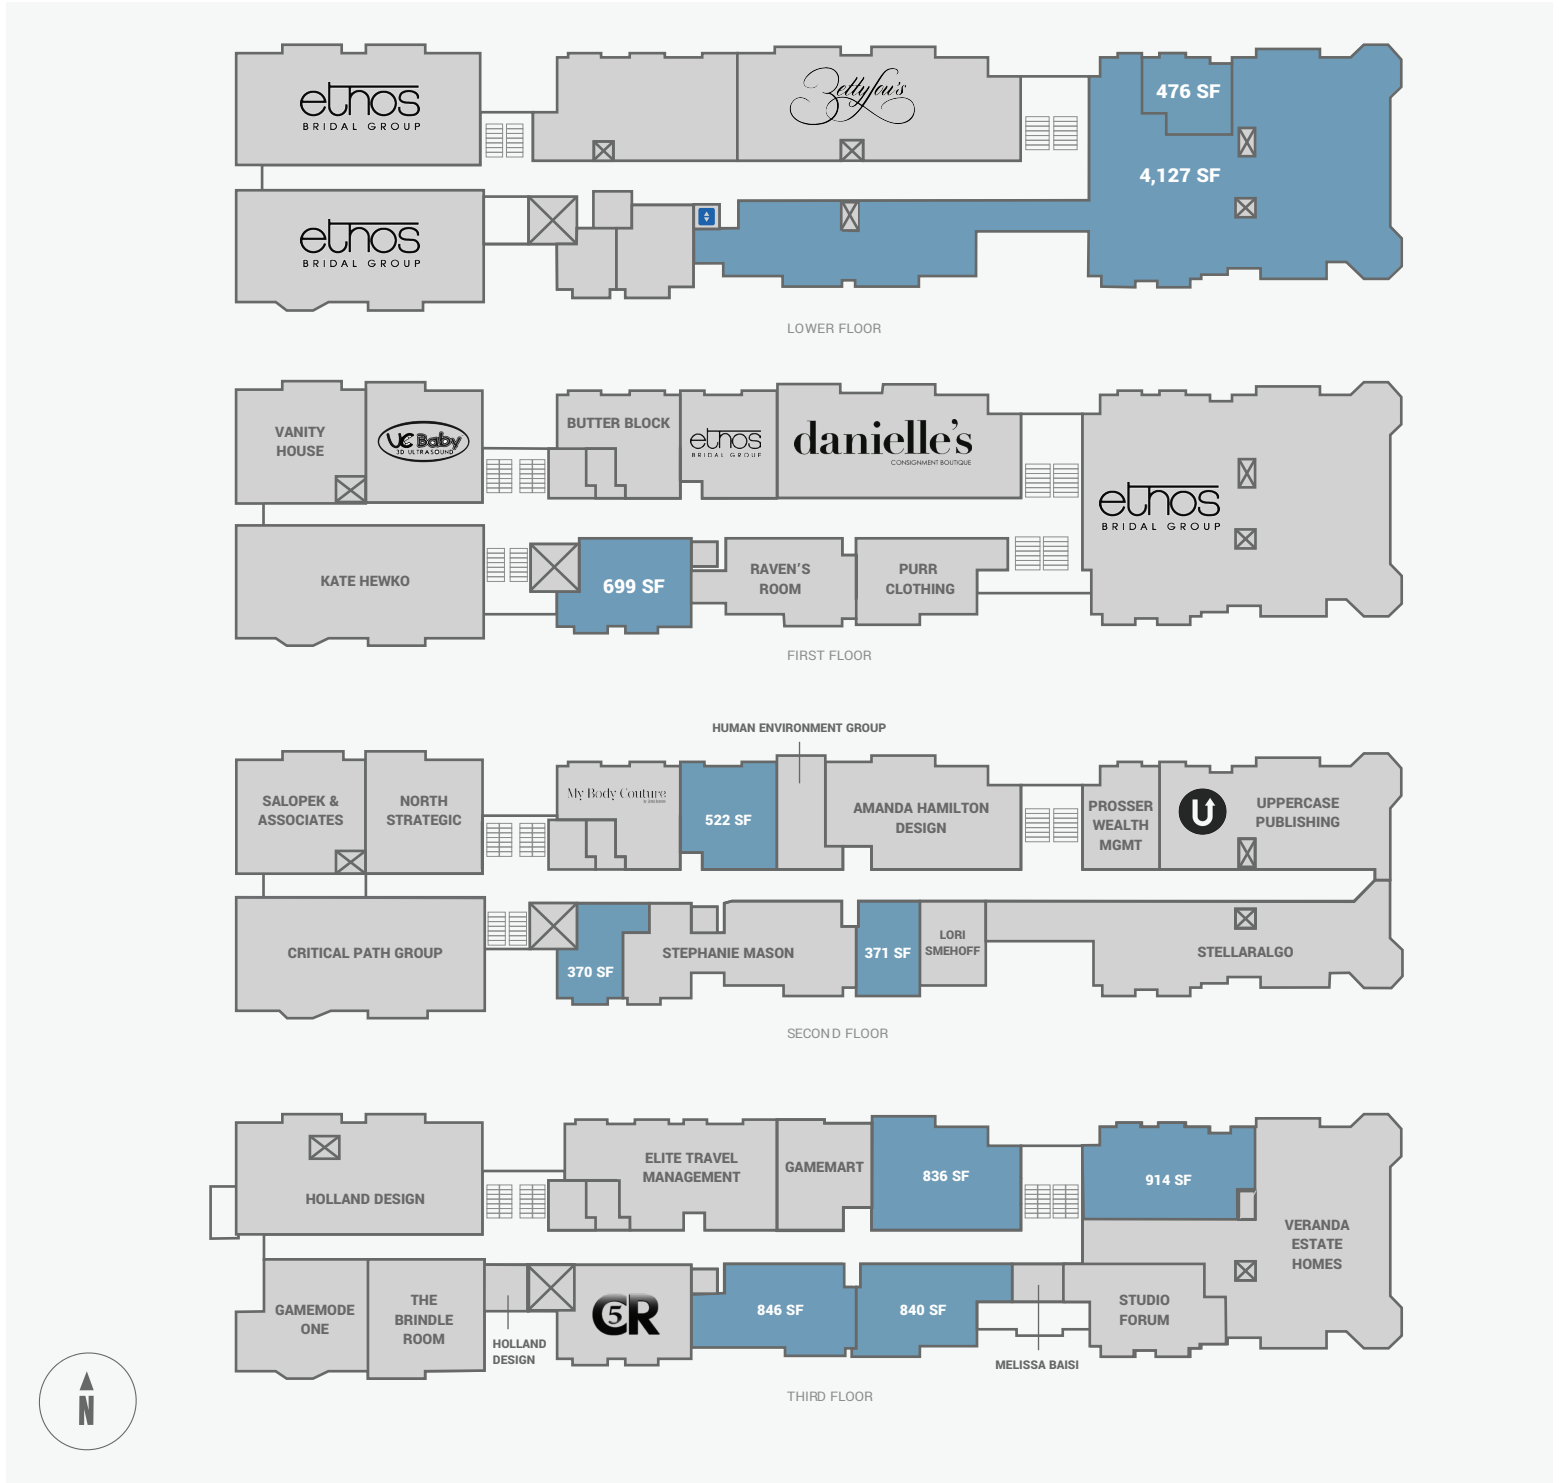 ethos
BRIDAL GROUP
BettyLou's
476 SF
4,127 SF
ethos
BRIDAL GROUP
LOWER FLOOR
VANITY
HOUSE
UC Baby
3D ULTRASOUND
BUTTER BLOCK
ethos
BRIDAL GROUP
danielle's
CONSIGNMENT BOUTIQUE
ethos
BRIDAL GROUP
KATE HEWKO
699 SF
RAVEN'S
ROOM
PURR
CLOTHING
FIRST FLOOR
HUMAN ENVIRONMENT GROUP
SALOPEK &
ASSOCIATES
NORTH
STRATEGIC
My Body Couture
522 SF
AMANDA HAMILTON
DESIGN
PROSSER
WEALTH
MGMT
U
UPPERCASE
PUBLISHING
CRITICAL PATH GROUP
370 SF
STEPHANIE MASON
371 SF
LORI
SMEHOFF
STELLARALGO
SECOND FLOOR
HOLLAND DESIGN
ELITE TRAVEL
MANAGEMENT
GAMEMART
836 SF
914 SF
VERANDA
ESTATE
HOMES
GAMEMODE
ONE
THE
BRINDLE
ROOM
HOLLAND
DESIGN
C5R
846 SF
840 SF
MELISSA BAISI
STUDIO
FORUM
THIRD FLOOR
N